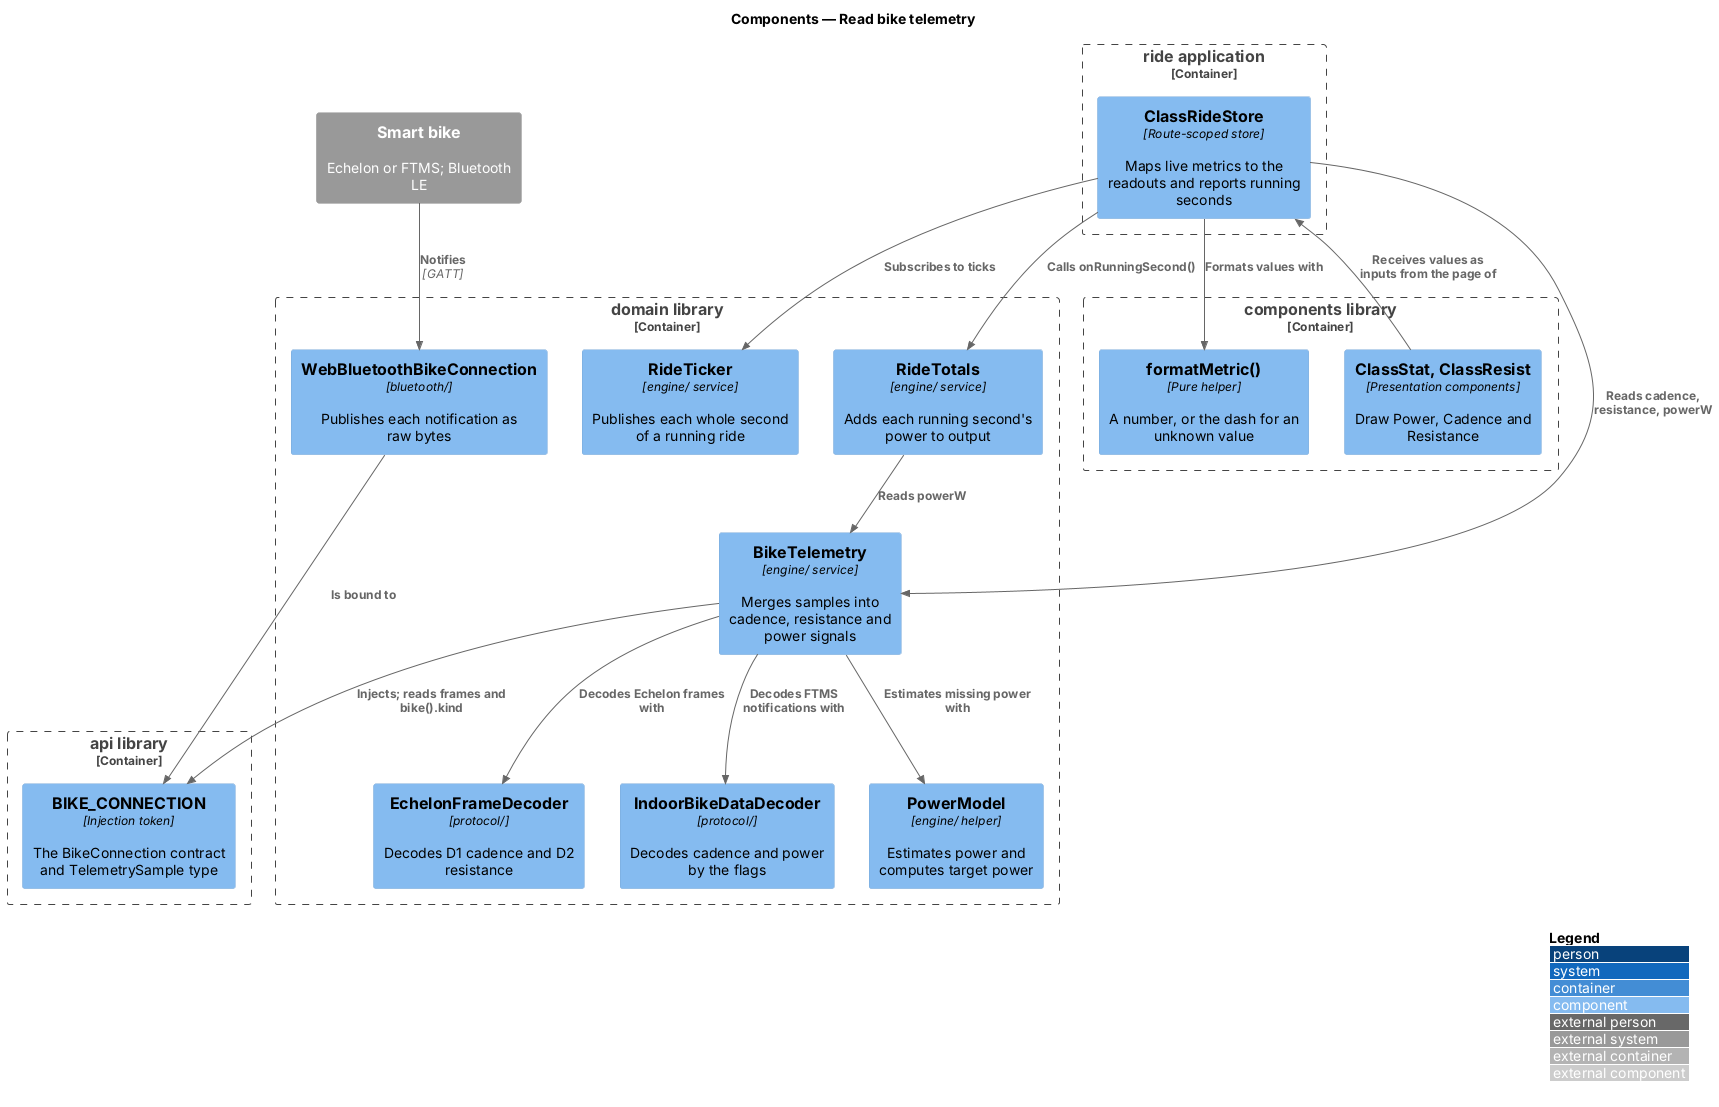 Components — Read bike telemetry
ride application
[Container]
ClassRideStore
[Route-scoped store]
Maps live metrics to the
readouts and reports running
seconds
Smart bike
Echelon or FTMS; Bluetooth
LE
Notifies
[GATT]
Subscribes to ticks
Calls onRunningSecond()
Formats values with
Receives values as
inputs from the page of
Reads cadence,
resistance, powerW
domain library
[Container]
WebBluetoothBikeConnection
[bluetooth/]
Publishes each notification as
raw bytes
RideTicker
[engine/ service]
Publishes each whole second
of a running ride
RideTotals
[engine/ service]
Adds each running second's
power to output
components library
[Container]
formatMetric()
[Pure helper]
A number, or the dash for an
unknown value
ClassStat, ClassResist
[Presentation components]
Draw Power, Cadence and
Resistance
Reads powerW
BikeTelemetry
[engine/ service]
Merges samples into
cadence, resistance and
power signals
Is bound to
Injects; reads frames and
bike().kind
Decodes Echelon frames
with
Decodes FTMS
notifications with
Estimates missing power
with
api library
[Container]
BIKE_CONNECTION
[Injection token]
The BikeConnection contract
and TelemetrySample type
EchelonFrameDecoder
[protocol/]
Decodes D1 cadence and D2
resistance
IndoorBikeDataDecoder
[protocol/]
Decodes cadence and power
by the flags
PowerModel
[engine/ helper]
Estimates power and
computes target power
Legend
person
system
container
component
external person
external system
external container
external component